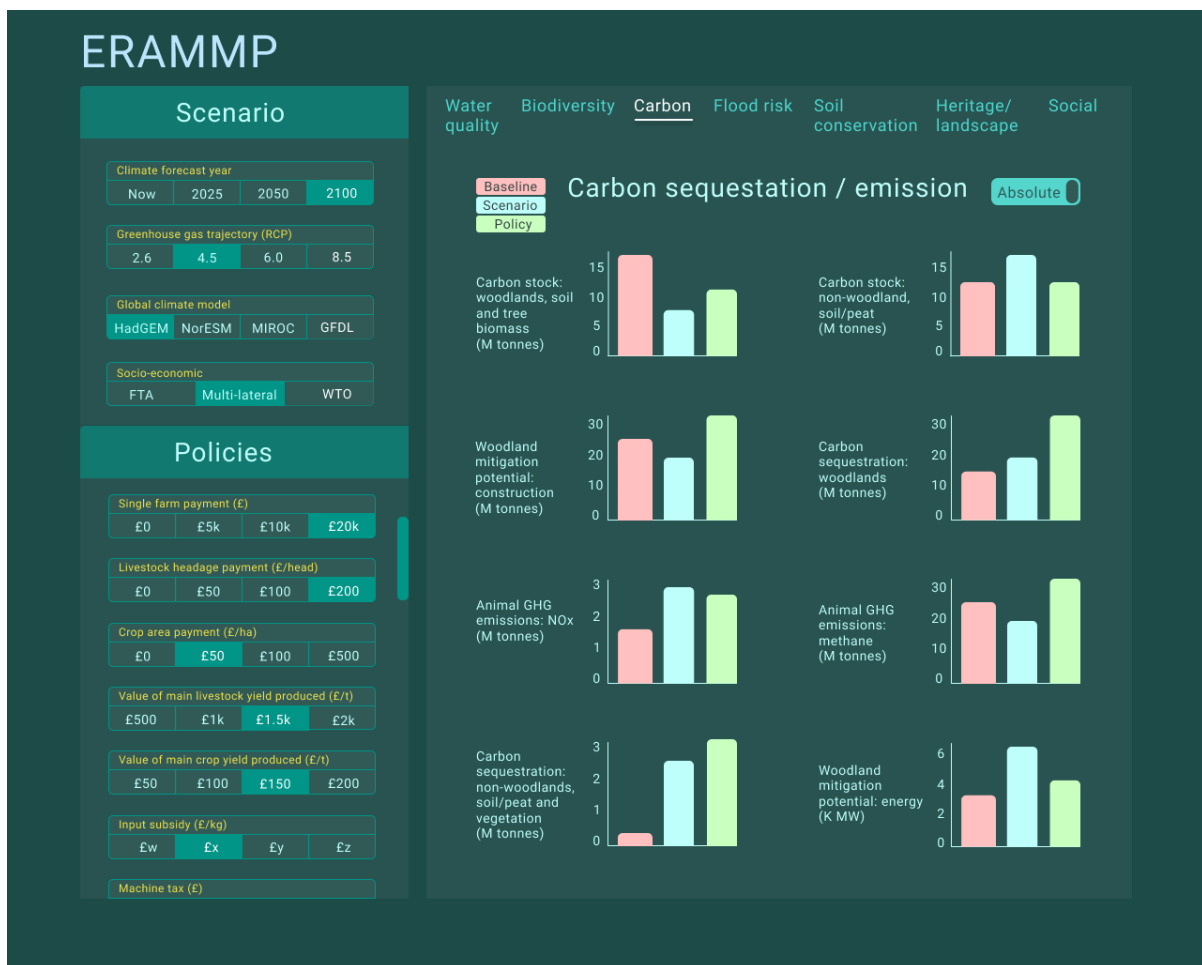 ERAMMP
Scenario
Climate forecast year
Now 2025 2050 2100
Greenhouse gas trajectory (RCP)
2.6 4.5 6.0 8.5
Global climate model
HadGEM NorESM MIROC GFDL
Socio-economic
FTA Multi-lateral WTO
Policies
Single farm payment (£)
£0 £5k £10k £20k
Livestock headage payment (£/head)
£0 £50 £100 £200
Crop area payment (£/ha)
£0 £50 £100 £500
Value of main livestock yield produced (£/t)
£500 £1k £1.5k £2k
Value of main crop yield produced (£/t)
£50 £100 £150 £200
Input subsidy (£/kg)
£w £x £y £z
Machine tax (£)
Water
quality
Biodiversity
Carbon
Flood risk
Soil
conservation
Heritage/
landscape
Social
Baseline
Scenario
Policy
Carbon sequestation / emission
Absolute
Carbon stock:
woodlands, soil
and tree
biomass
(M tonnes)
15
10
5
0
Carbon stock:
non-woodland,
soil/peat
(M tonnes)
15
10
5
0
Woodland
mitigation
potential:
construction
(M tonnes)
30
20
10
0
Carbon
sequestration:
woodlands
(M tonnes)
30
20
10
0
Animal GHG
emissions: NOx
(M tonnes)
3
2
1
0
Animal GHG
emissions:
methane
(M tonnes)
30
20
10
0
Carbon
sequestration:
non-woodlands,
soil/peat and
vegetation
(M tonnes)
3
2
1
0
Woodland
mitigation
potential: energy
(K MW)
6
4
2
0